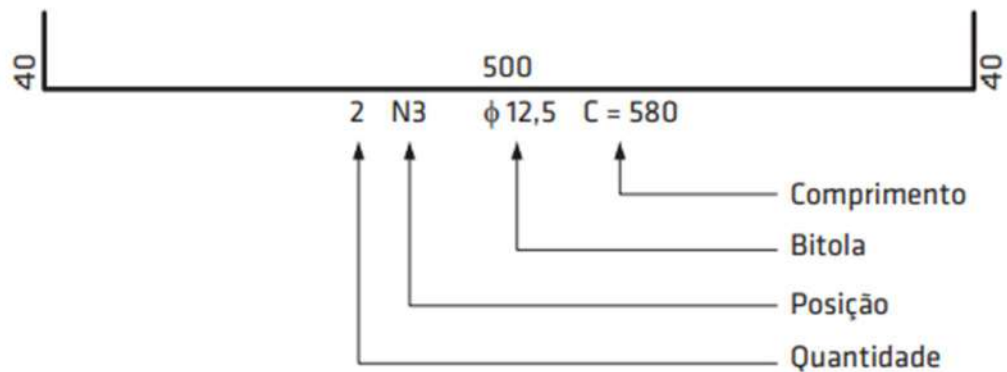 500
40
40
2 N3 ϕ 12,5 C = 580
Comprimento
Bitola
Posição
Quantidade